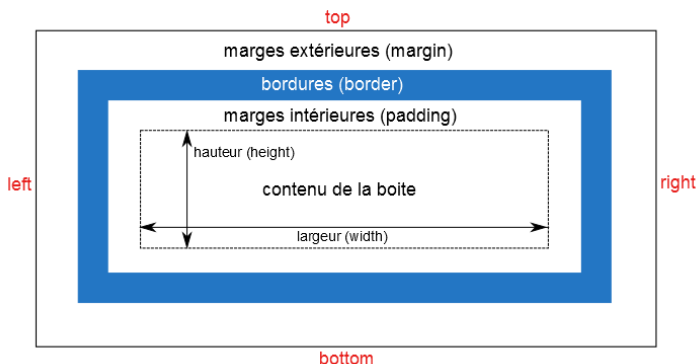 top
marges extérieures (margin)
bordures (border)
marges intérieures (padding)
hauteur (height)
left
contenu de la boite
right
largeur (width)
bottom